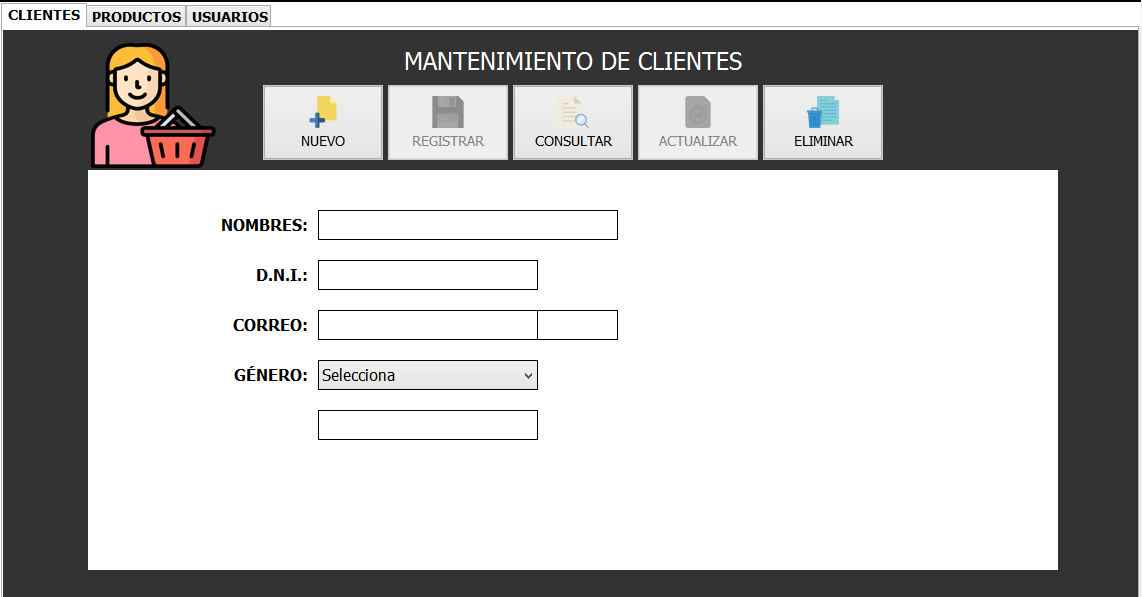 CLIENTES PRODUCTOS USUARIOS
MANTENIMIENTO DE CLIENTES
NUEVO REGISTRAR CONSULTAR ACTUALIZAR ELIMINAR
NOMBRES:
D.N.I.:
CORREO:
GÉNERO: Selecciona